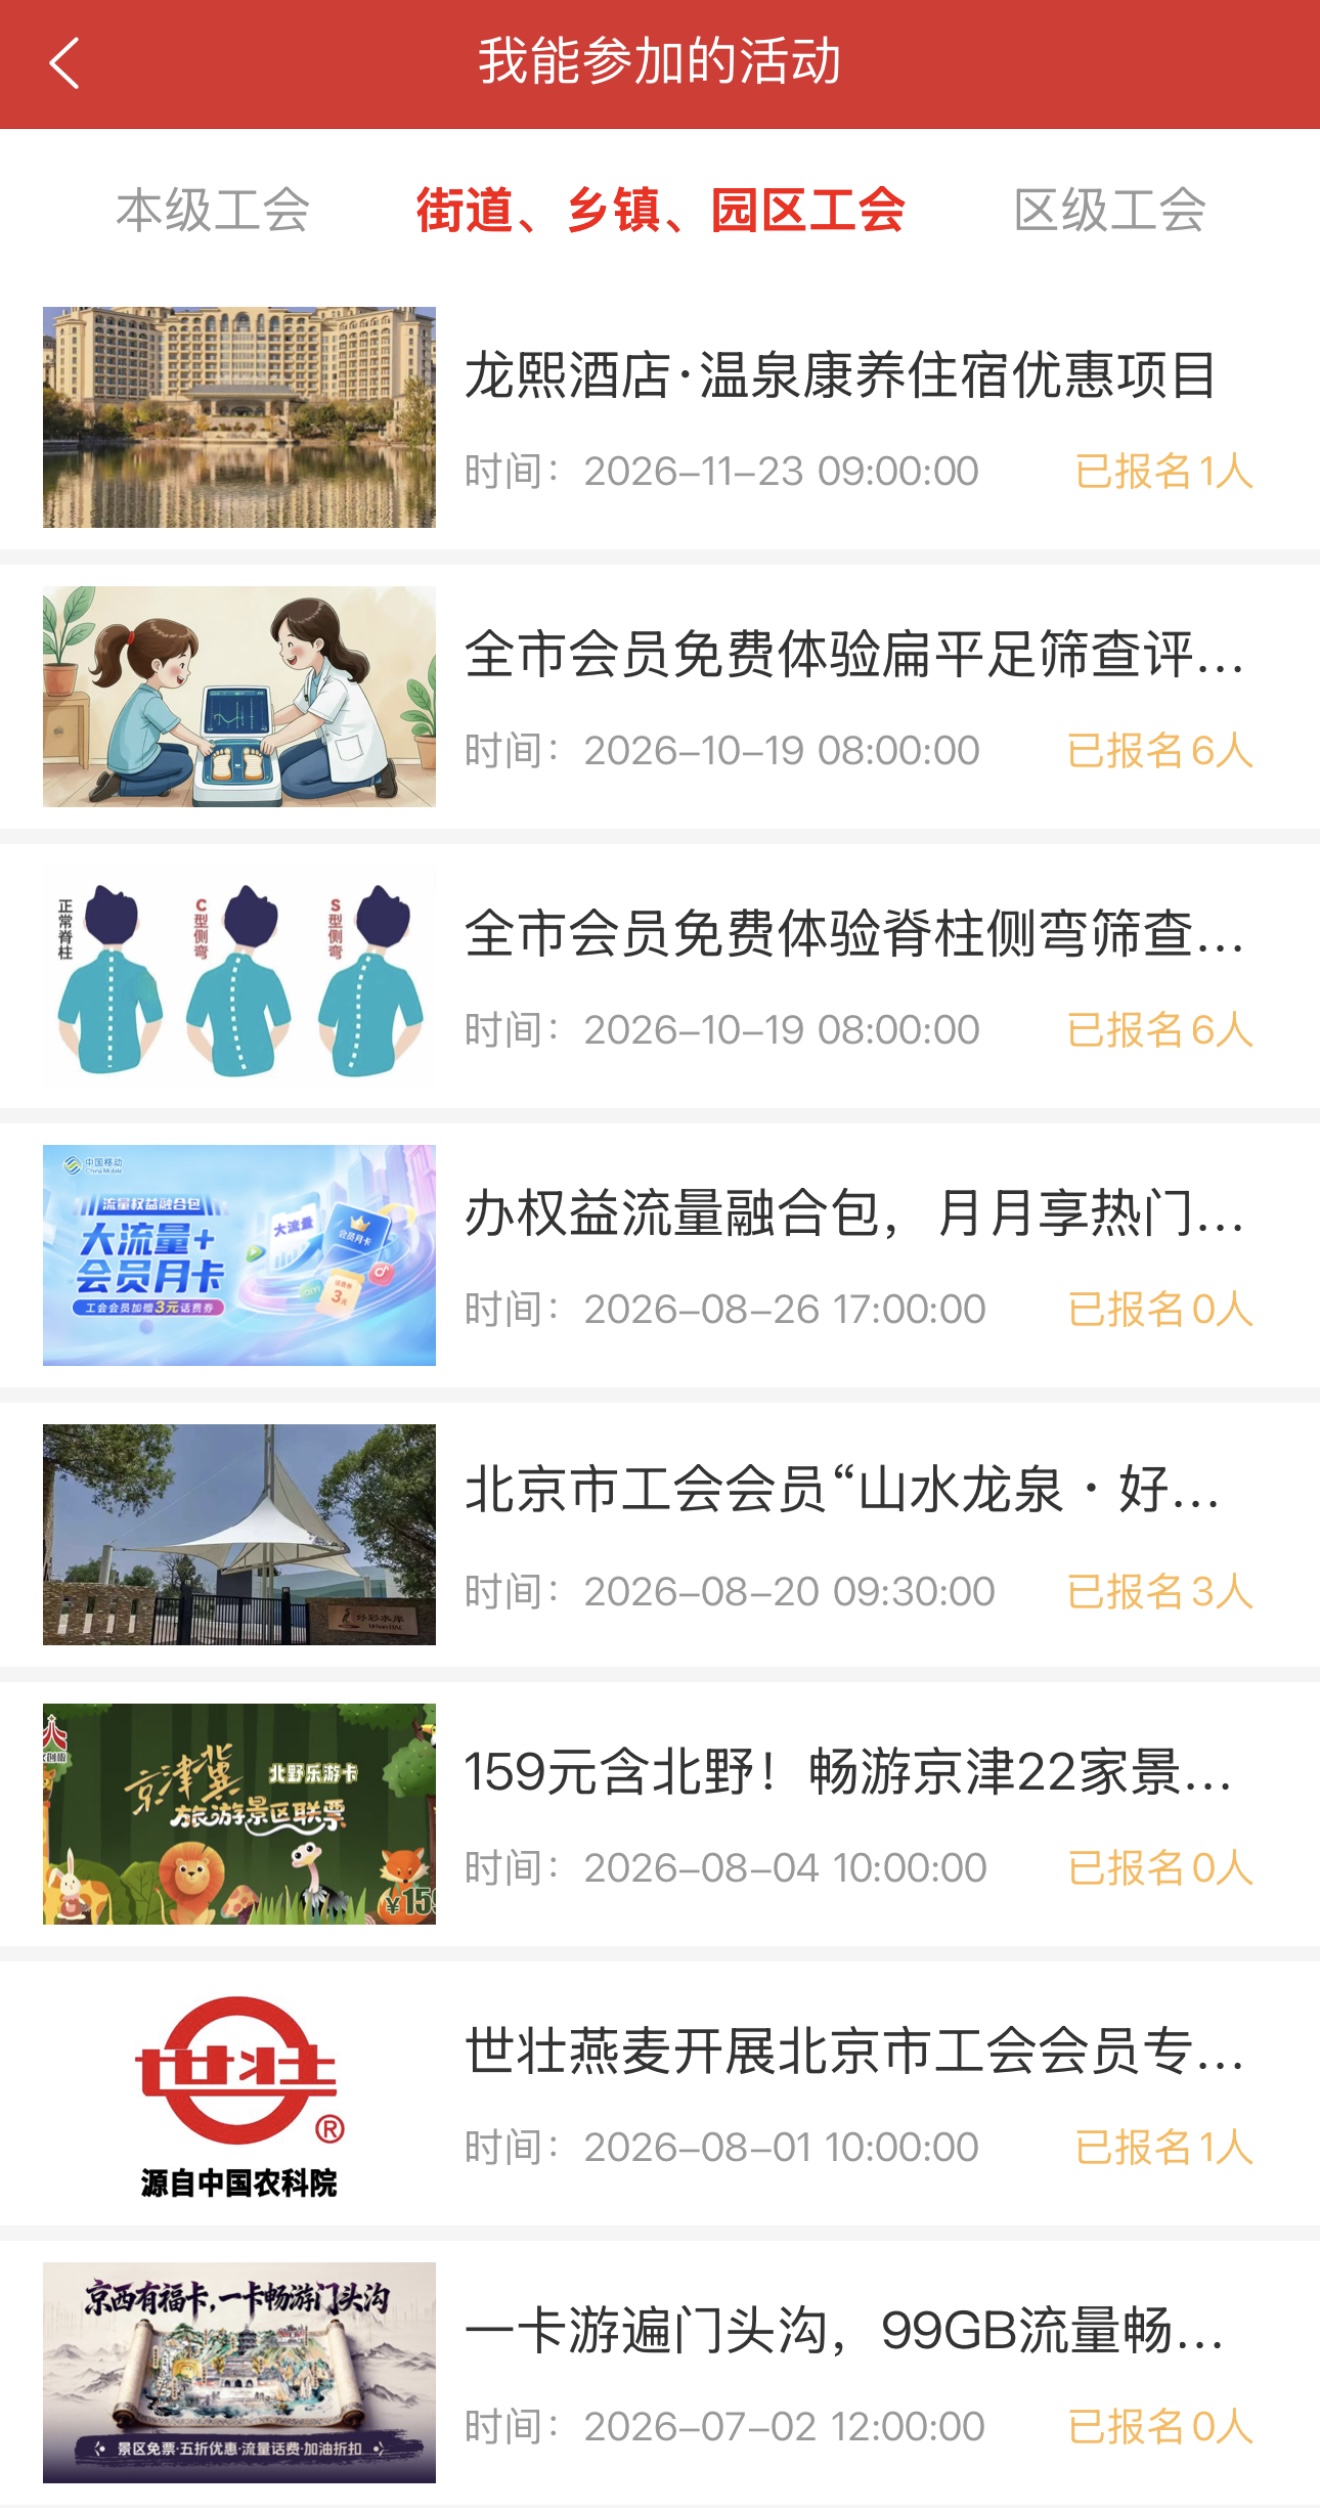 我能参加的活动
本级工会
街道、乡镇、园区工会
区级工会
龙熙酒店·温泉康养住宿优惠项目
时间：2026-11-23 09:00:00 已报名1人
全市会员免费体验扁平足筛查评...
时间：2026-10-19 08:00:00 已报名6人
正常脊柱
C型侧弯
S型侧弯
全市会员免费体验脊柱侧弯筛查...
时间：2026-10-19 08:00:00 已报名6人
中国移动
China Mobile
流量权益融合包
大流量+
会员月卡
工会会员加赠3元话费券
大流量
会员月卡
3元
办权益流量融合包，月月享热门...
时间：2026-08-26 17:00:00 已报名0人
北京市工会会员“山水龙泉·好...
时间：2026-08-20 09:30:00 已报名3人
京津冀
北野乐游卡
旅游景区联票
¥159
159元含北野！畅游京津22家景...
时间：2026-08-04 10:00:00 已报名0人
世壮
®
源自中国农科院
世壮燕麦开展北京市工会会员专...
时间：2026-08-01 10:00:00 已报名1人
京西有福卡,一卡畅游门头沟
景区免票·五折优惠·流量话费·加油折扣
一卡游遍门头沟，99GB流量畅...
时间：2026-07-02 12:00:00 已报名0人